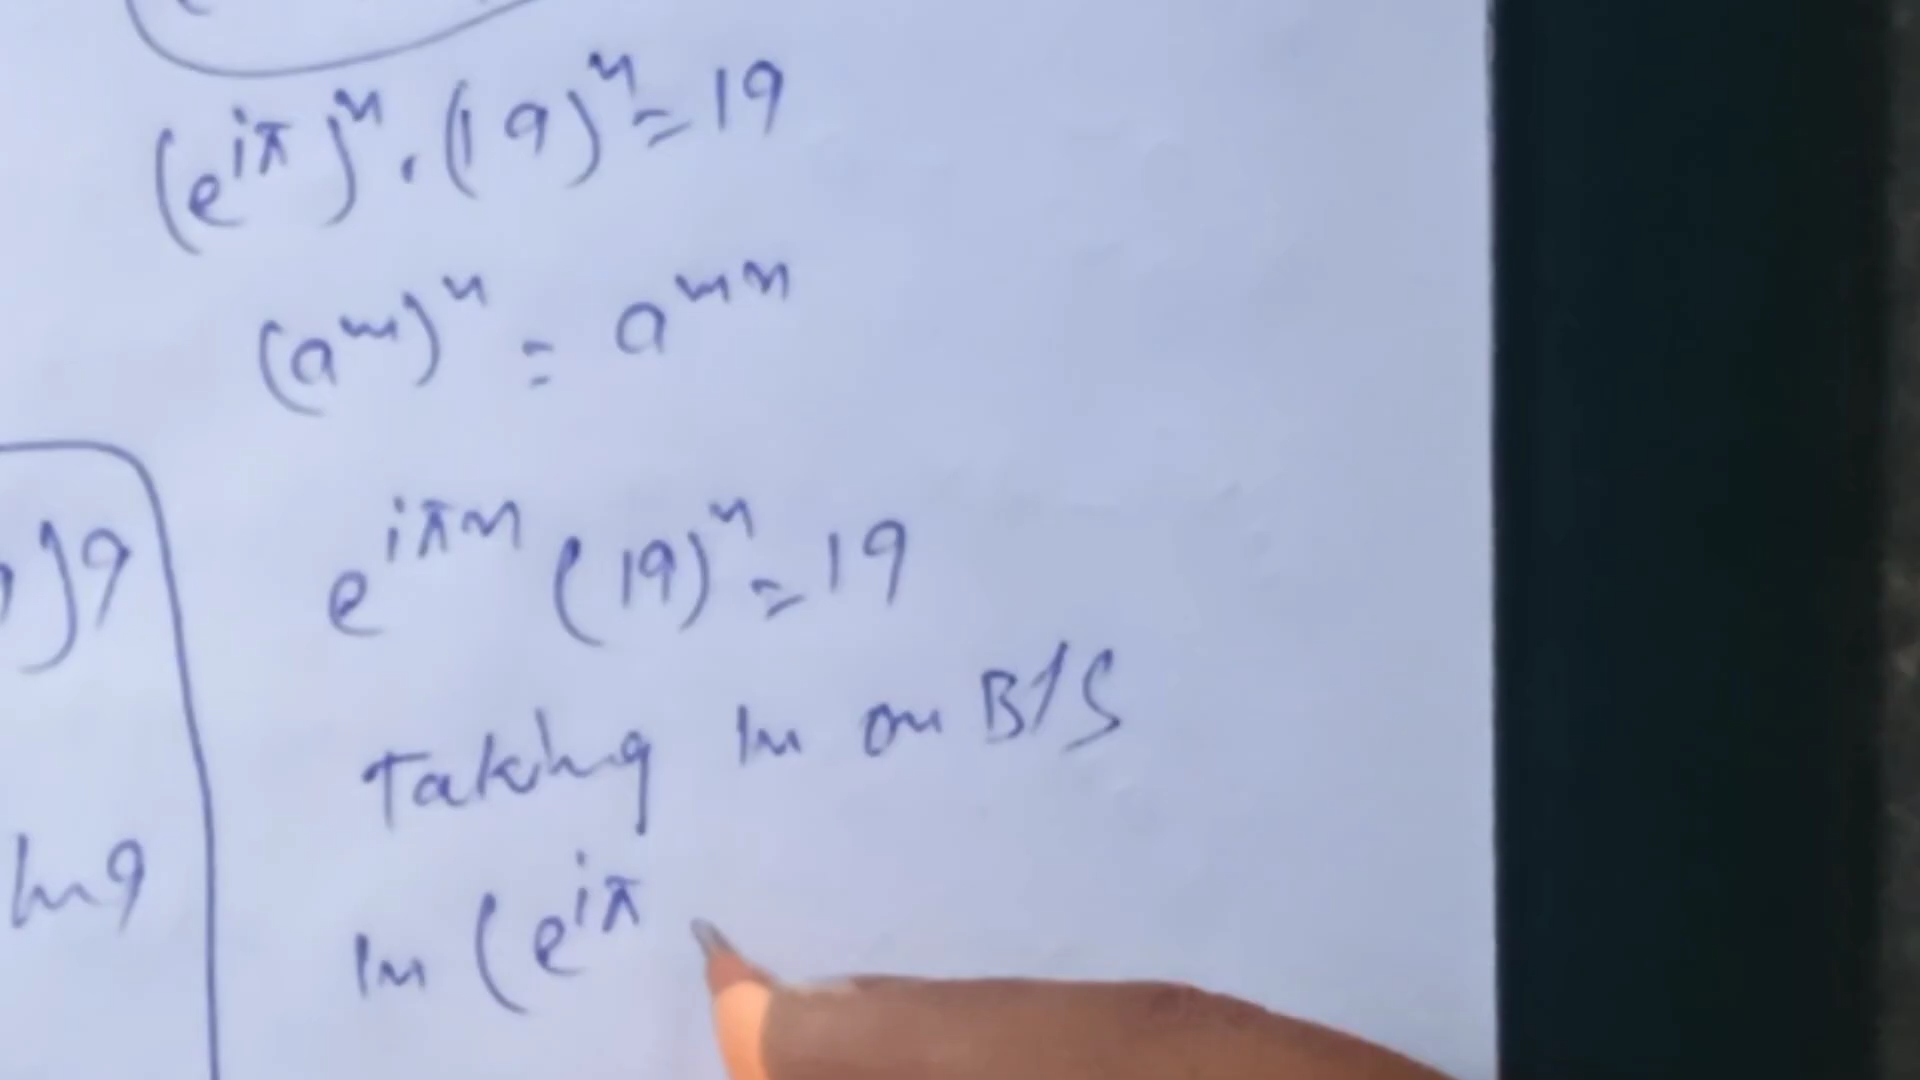 (e^{iπ})^n . (19)^n = 19
(a^m)^n = a^{mn}
)9
e^{iπn} (19)^n = 19
Taking ln on B/S
ln9
ln (e^{iπ}